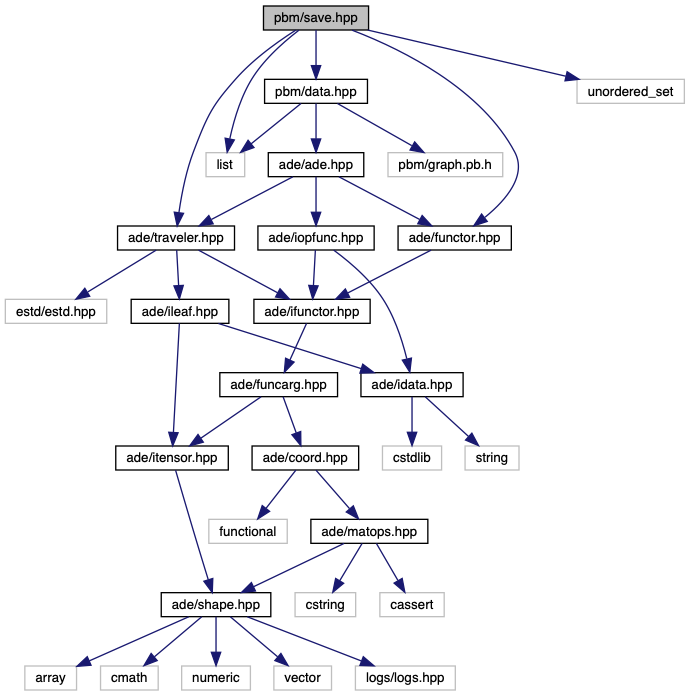 pbm/save.hpp
pbm/data.hpp
unordered_set
list
ade/ade.hpp
pbm/graph.pb.h
ade/traveler.hpp
ade/iopfunc.hpp
ade/functor.hpp
estd/estd.hpp
ade/ileaf.hpp
ade/ifunctor.hpp
ade/funcarg.hpp
ade/idata.hpp
ade/itensor.hpp
ade/coord.hpp
cstdlib
string
functional
ade/matops.hpp
ade/shape.hpp
cstring
cassert
array
cmath
numeric
vector
logs/logs.hpp